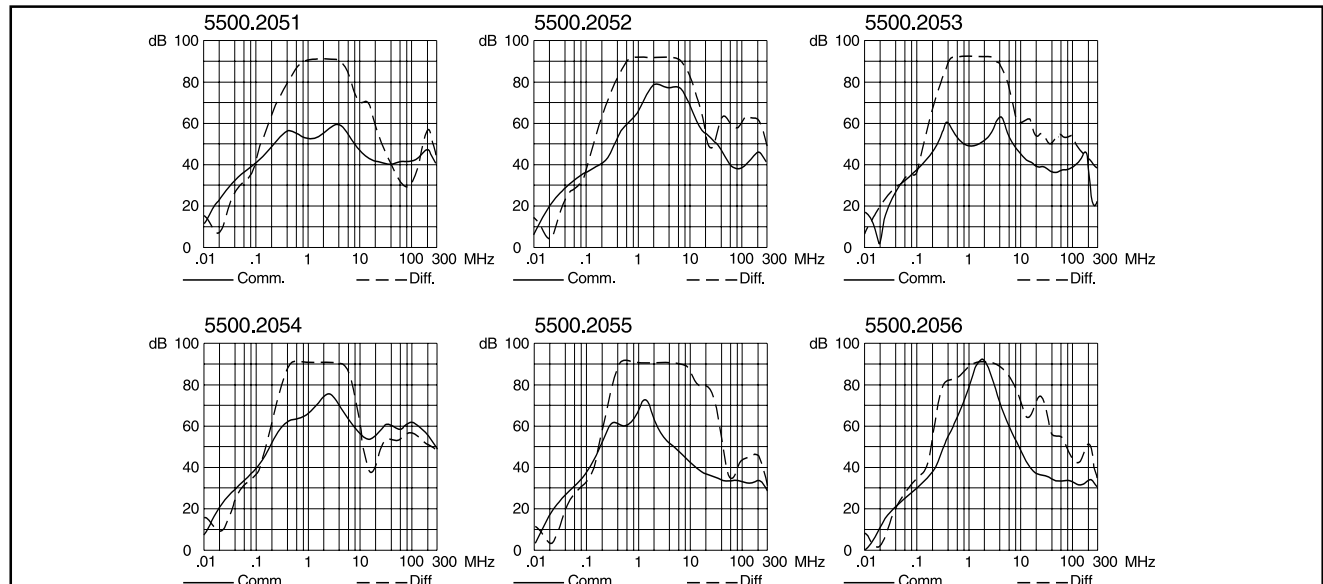 5500.2051 5500.2052 5500.2053
dB 100 dB 100 dB 100
80 80 80
60 60 60
40 40 40
20 20 20
0 0 0
.01 .1 1 10 100 300 MHz .01 .1 1 10 100 300 MHz .01 .1 1 10 100 300 MHz
Comm. Diff. Comm. Diff. Comm. Diff.
5500.2054 5500.2055 5500.2056
dB 100 dB 100 dB 100
80 80 80
60 60 60
40 40 40
20 20 20
0 0 0
.01 .1 1 10 100 300 MHz .01 .1 1 10 100 300 MHz .01 .1 1 10 100 300 MHz
Comm. Diff. Comm. Diff. Comm. Diff.